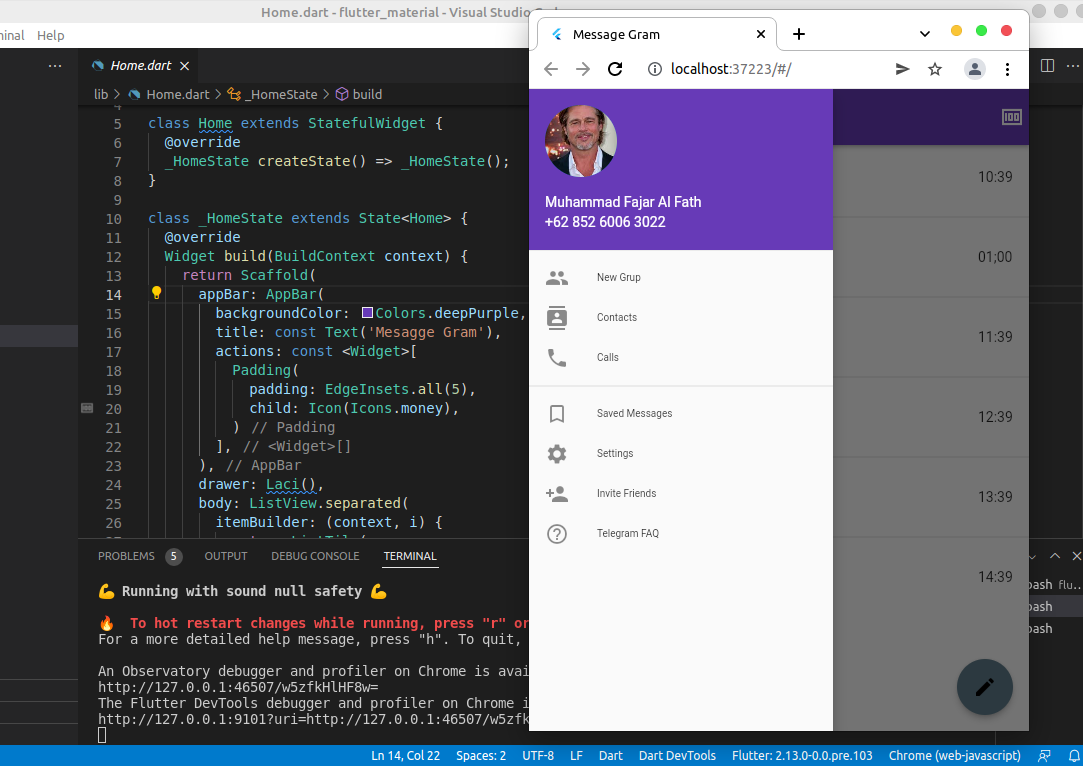 Home.dart - flutter_material - Visual Studio
Help
Home.dart
lib > Home.dart > _HomeState > build
5 class Home extends StatefulWidget {
6 @override
7 _HomeState createState() => _HomeState();
8 }
9
10 class _HomeState extends State<Home> {
11 @override
12 Widget build(BuildContext context) {
13 return Scaffold(
14 appBar: AppBar(
15 backgroundColor: Colors.deepPurple,
16 title: const Text('Mesagge Gram'),
17 actions: const <Widget>[
18 Padding(
19 padding: EdgeInsets.all(5),
20 child: Icon(Icons.money),
21 ) // Padding
22 ], // <Widget>[]
23 ), // AppBar
24 drawer: Laci(),
25 body: ListView.separated(
26 itemBuilder: (context, i) {
PROBLEMS 5 OUTPUT DEBUG CONSOLE TERMINAL
💪 Running with sound null safety 💪
🔥 To hot restart changes while running, press "r" or
For a more detailed help message, press "h". To quit,
An Observatory debugger and profiler on Chrome is avai
http://127.0.0.1:46507/w5zfkHlHF8w=
The Flutter DevTools debugger and profiler on Chrome i
http://127.0.0.1:9101?uri=http://127.0.0.1:46507/w5zfk
bash flu...
bash
bash
Ln 14, Col 22 Spaces: 2 UTF-8 LF Dart Dart DevTools Flutter: 2.13.0-0.0.pre.103 Chrome (web-javascript)
Message Gram
localhost:37223/#/
Muhammad Fajar Al Fath
+62 852 6006 3022
New Grup
Contacts
Calls
Saved Messages
Settings
Invite Friends
Telegram FAQ
10:39
01;00
11:39
12:39
13:39
14:39